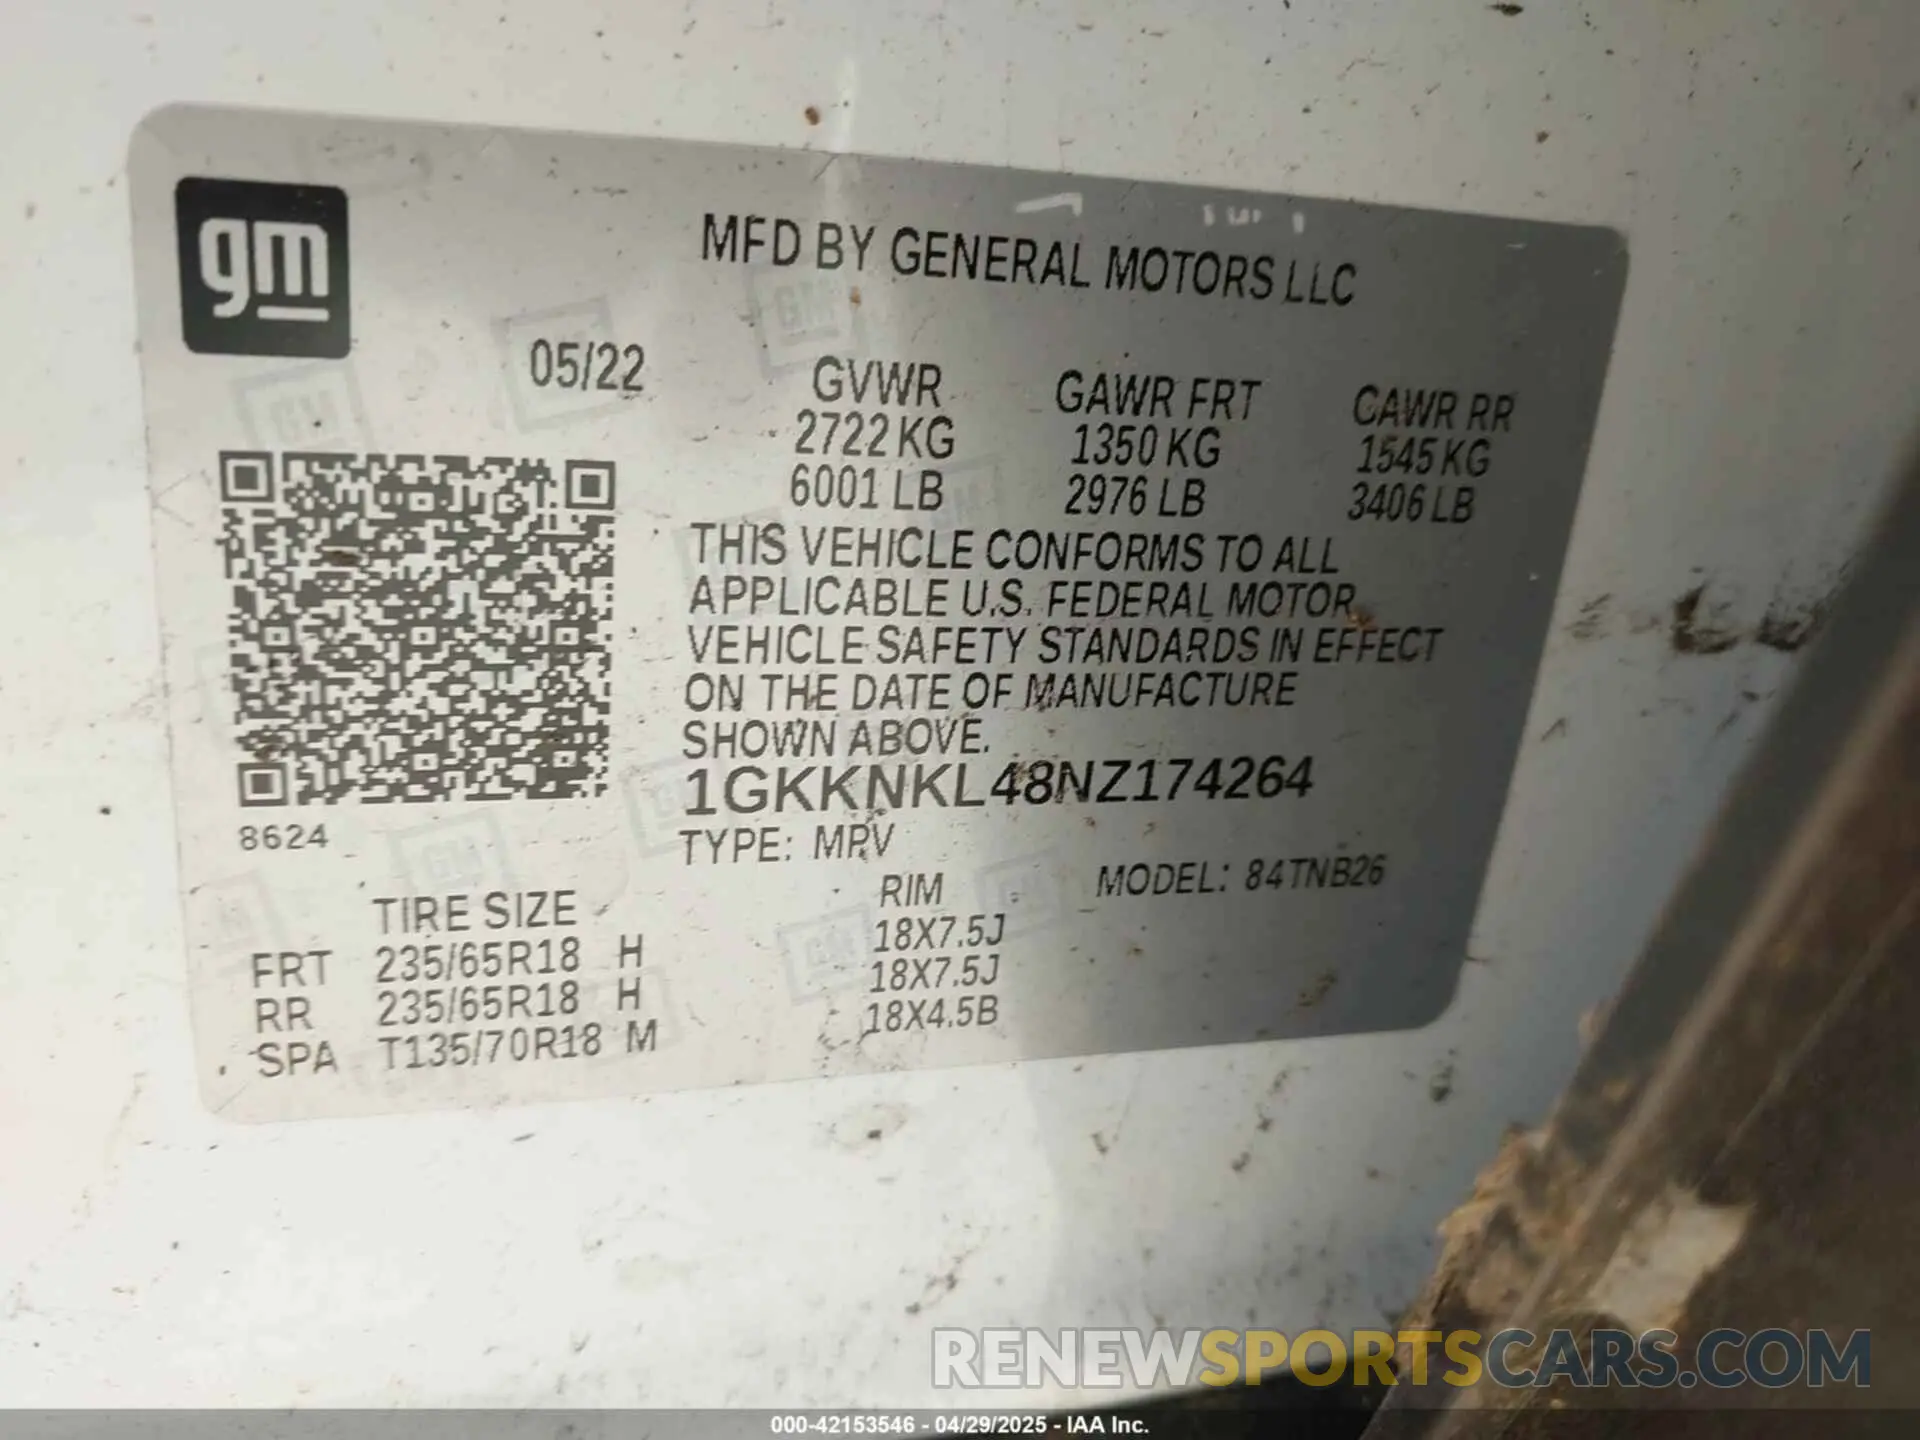 gm
MFD BY GENERAL MOTORS LLC
05/22
GVWR GAWR FRT GAWR RR
2722 KG 1350 KG 1545 KG
6001 LB 2976 LB 3406 LB
THIS VEHICLE CONFORMS TO ALL
APPLICABLE U.S. FEDERAL MOTOR
VEHICLE SAFETY STANDARDS IN EFFECT
ON THE DATE OF MANUFACTURE
SHOWN ABOVE.
1GKKNKL48NZ174264
8624
TYPE: MPV
MODEL: 84TNB26
TIRE SIZE RIM
FRT 235/65R18 H 18X7.5J
RR 235/65R18 H 18X7.5J
SPA T135/70R18 M 18X4.5B
RENEWSPORTSCARS.COM
000-42153546 - 04/29/2025 - IAA Inc.